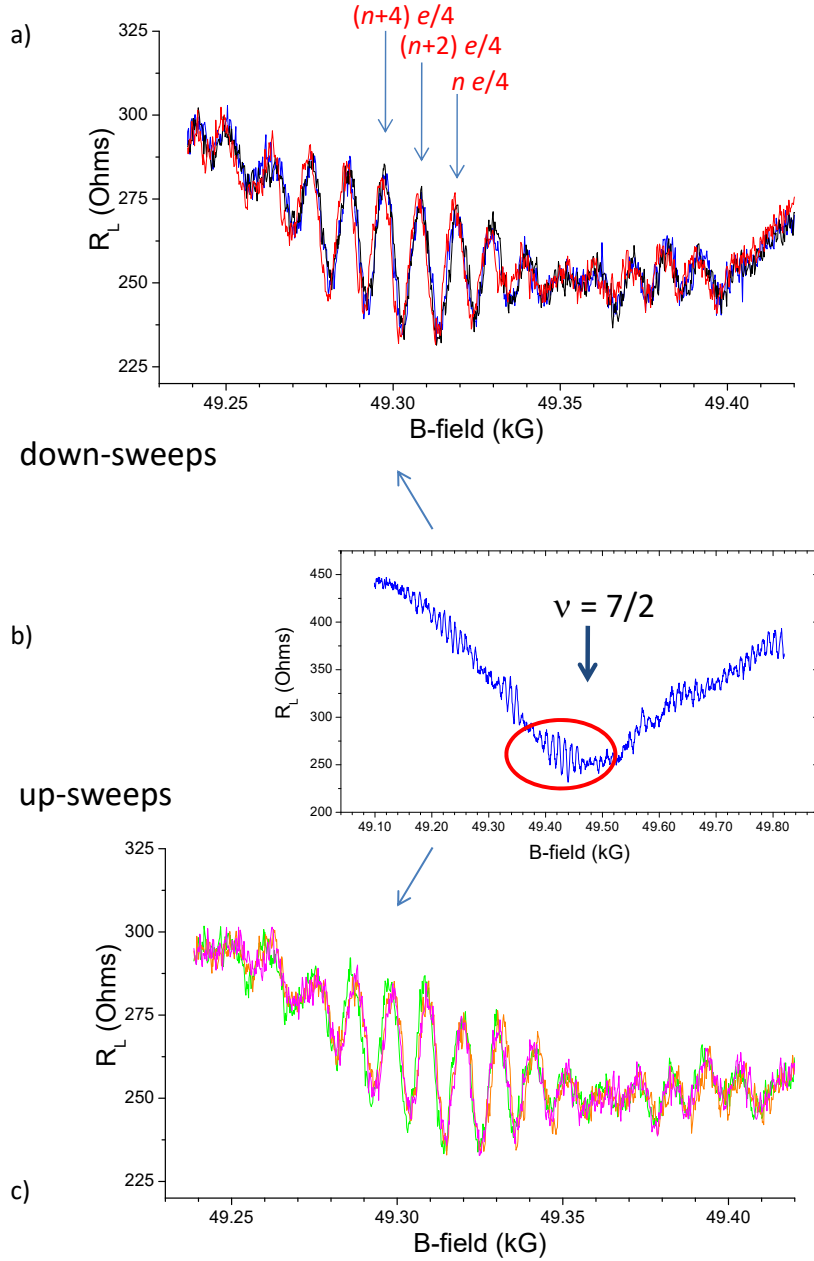 a)
(n+4) e/4
(n+2) e/4
n e/4
325
300
275
250
225
R_L (Ohms)
49.25 49.30 49.35 49.40
B-field (kG)
down-sweeps
b)
ν = 7/2
450
400
350
300
250
200
R_L (Ohms)
49.10 49.20 49.30 49.40 49.50 49.60 49.70 49.80
B-field (kG)
up-sweeps
325
300
275
250
225
R_L (Ohms)
c)
49.25 49.30 49.35 49.40
B-field (kG)